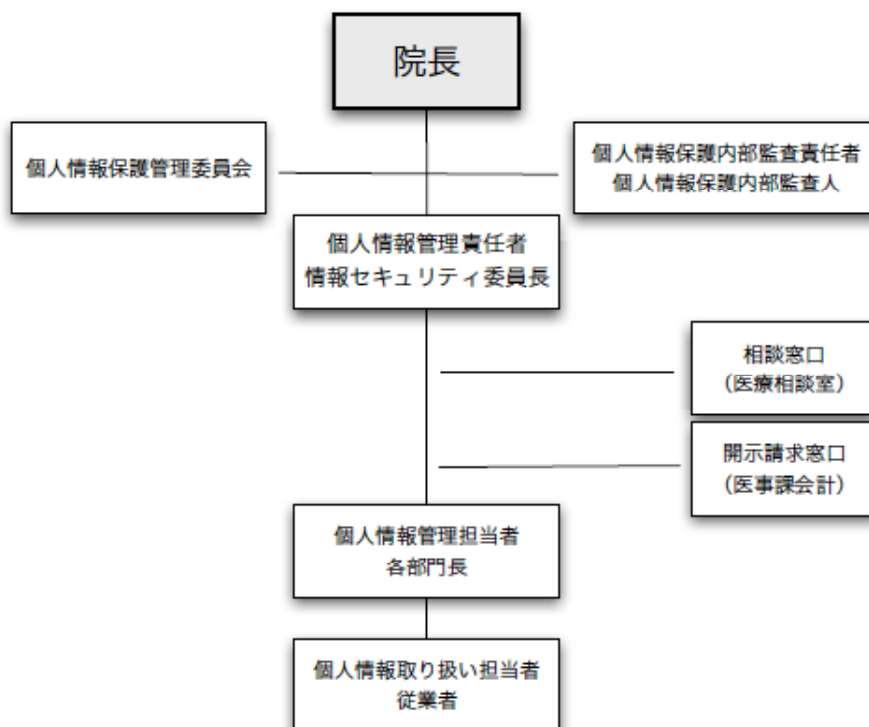 院長
個人情報保護管理委員会
個人情報保護内部監査責任者
個人情報保護内部監査人
個人情報管理責任者
情報セキュリティ委員長
相談窓口
（医療相談室）
開示請求窓口
（医事課会計）
個人情報管理担当者
各部門長
個人情報取り扱い担当者
従業者